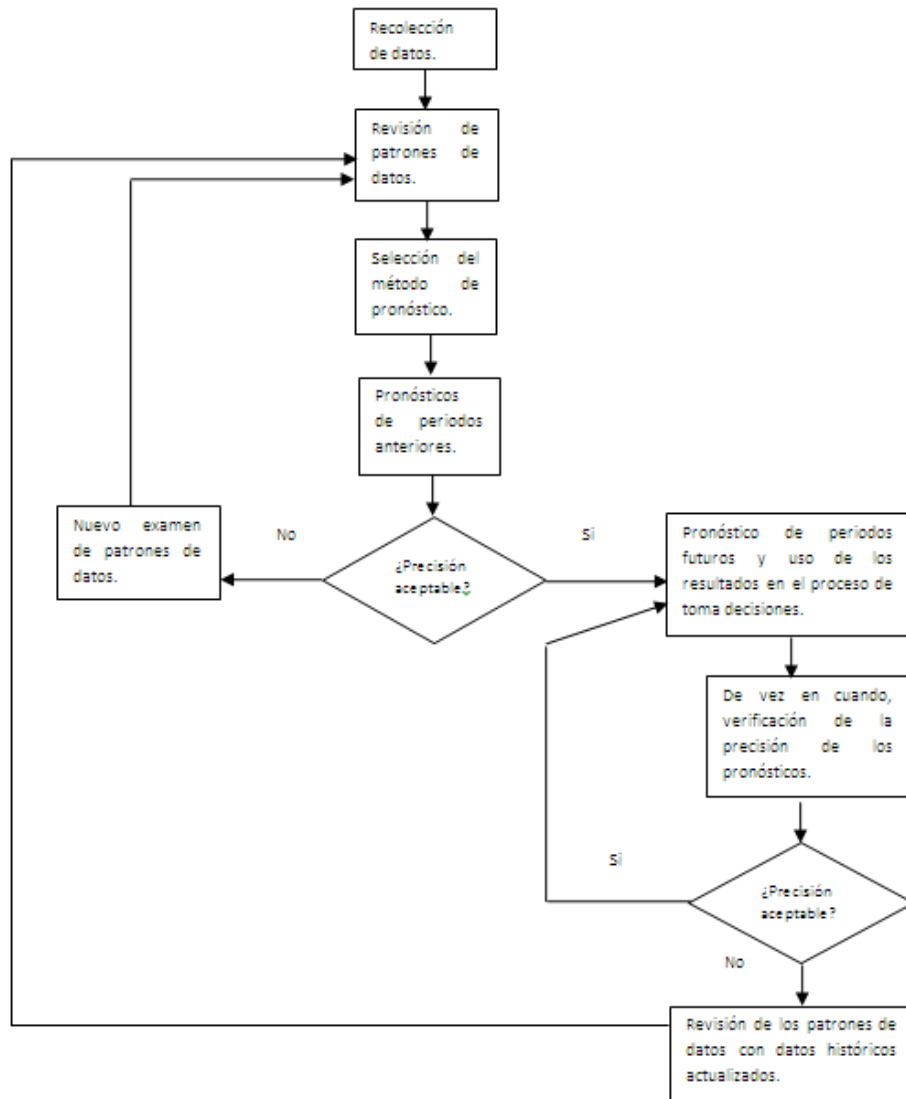 Recolección
de datos.
Revisión de
patrones de
datos.
Selección del
método de
pronóstico.
Pronósticos
de periodos
anteriores.
Nuevo examen
de patrones de
datos.
No
¿Precisión
aceptable?
Si
Pronóstico de periodos
futuros y uso de los
resultados en el proceso de
toma decisiones.
De vez en cuando,
verificación de la
precisión de los
pronósticos.
Si
¿Precisión
aceptable?
No
Revisión de los patrones de
datos con datos históricos
actualizados.